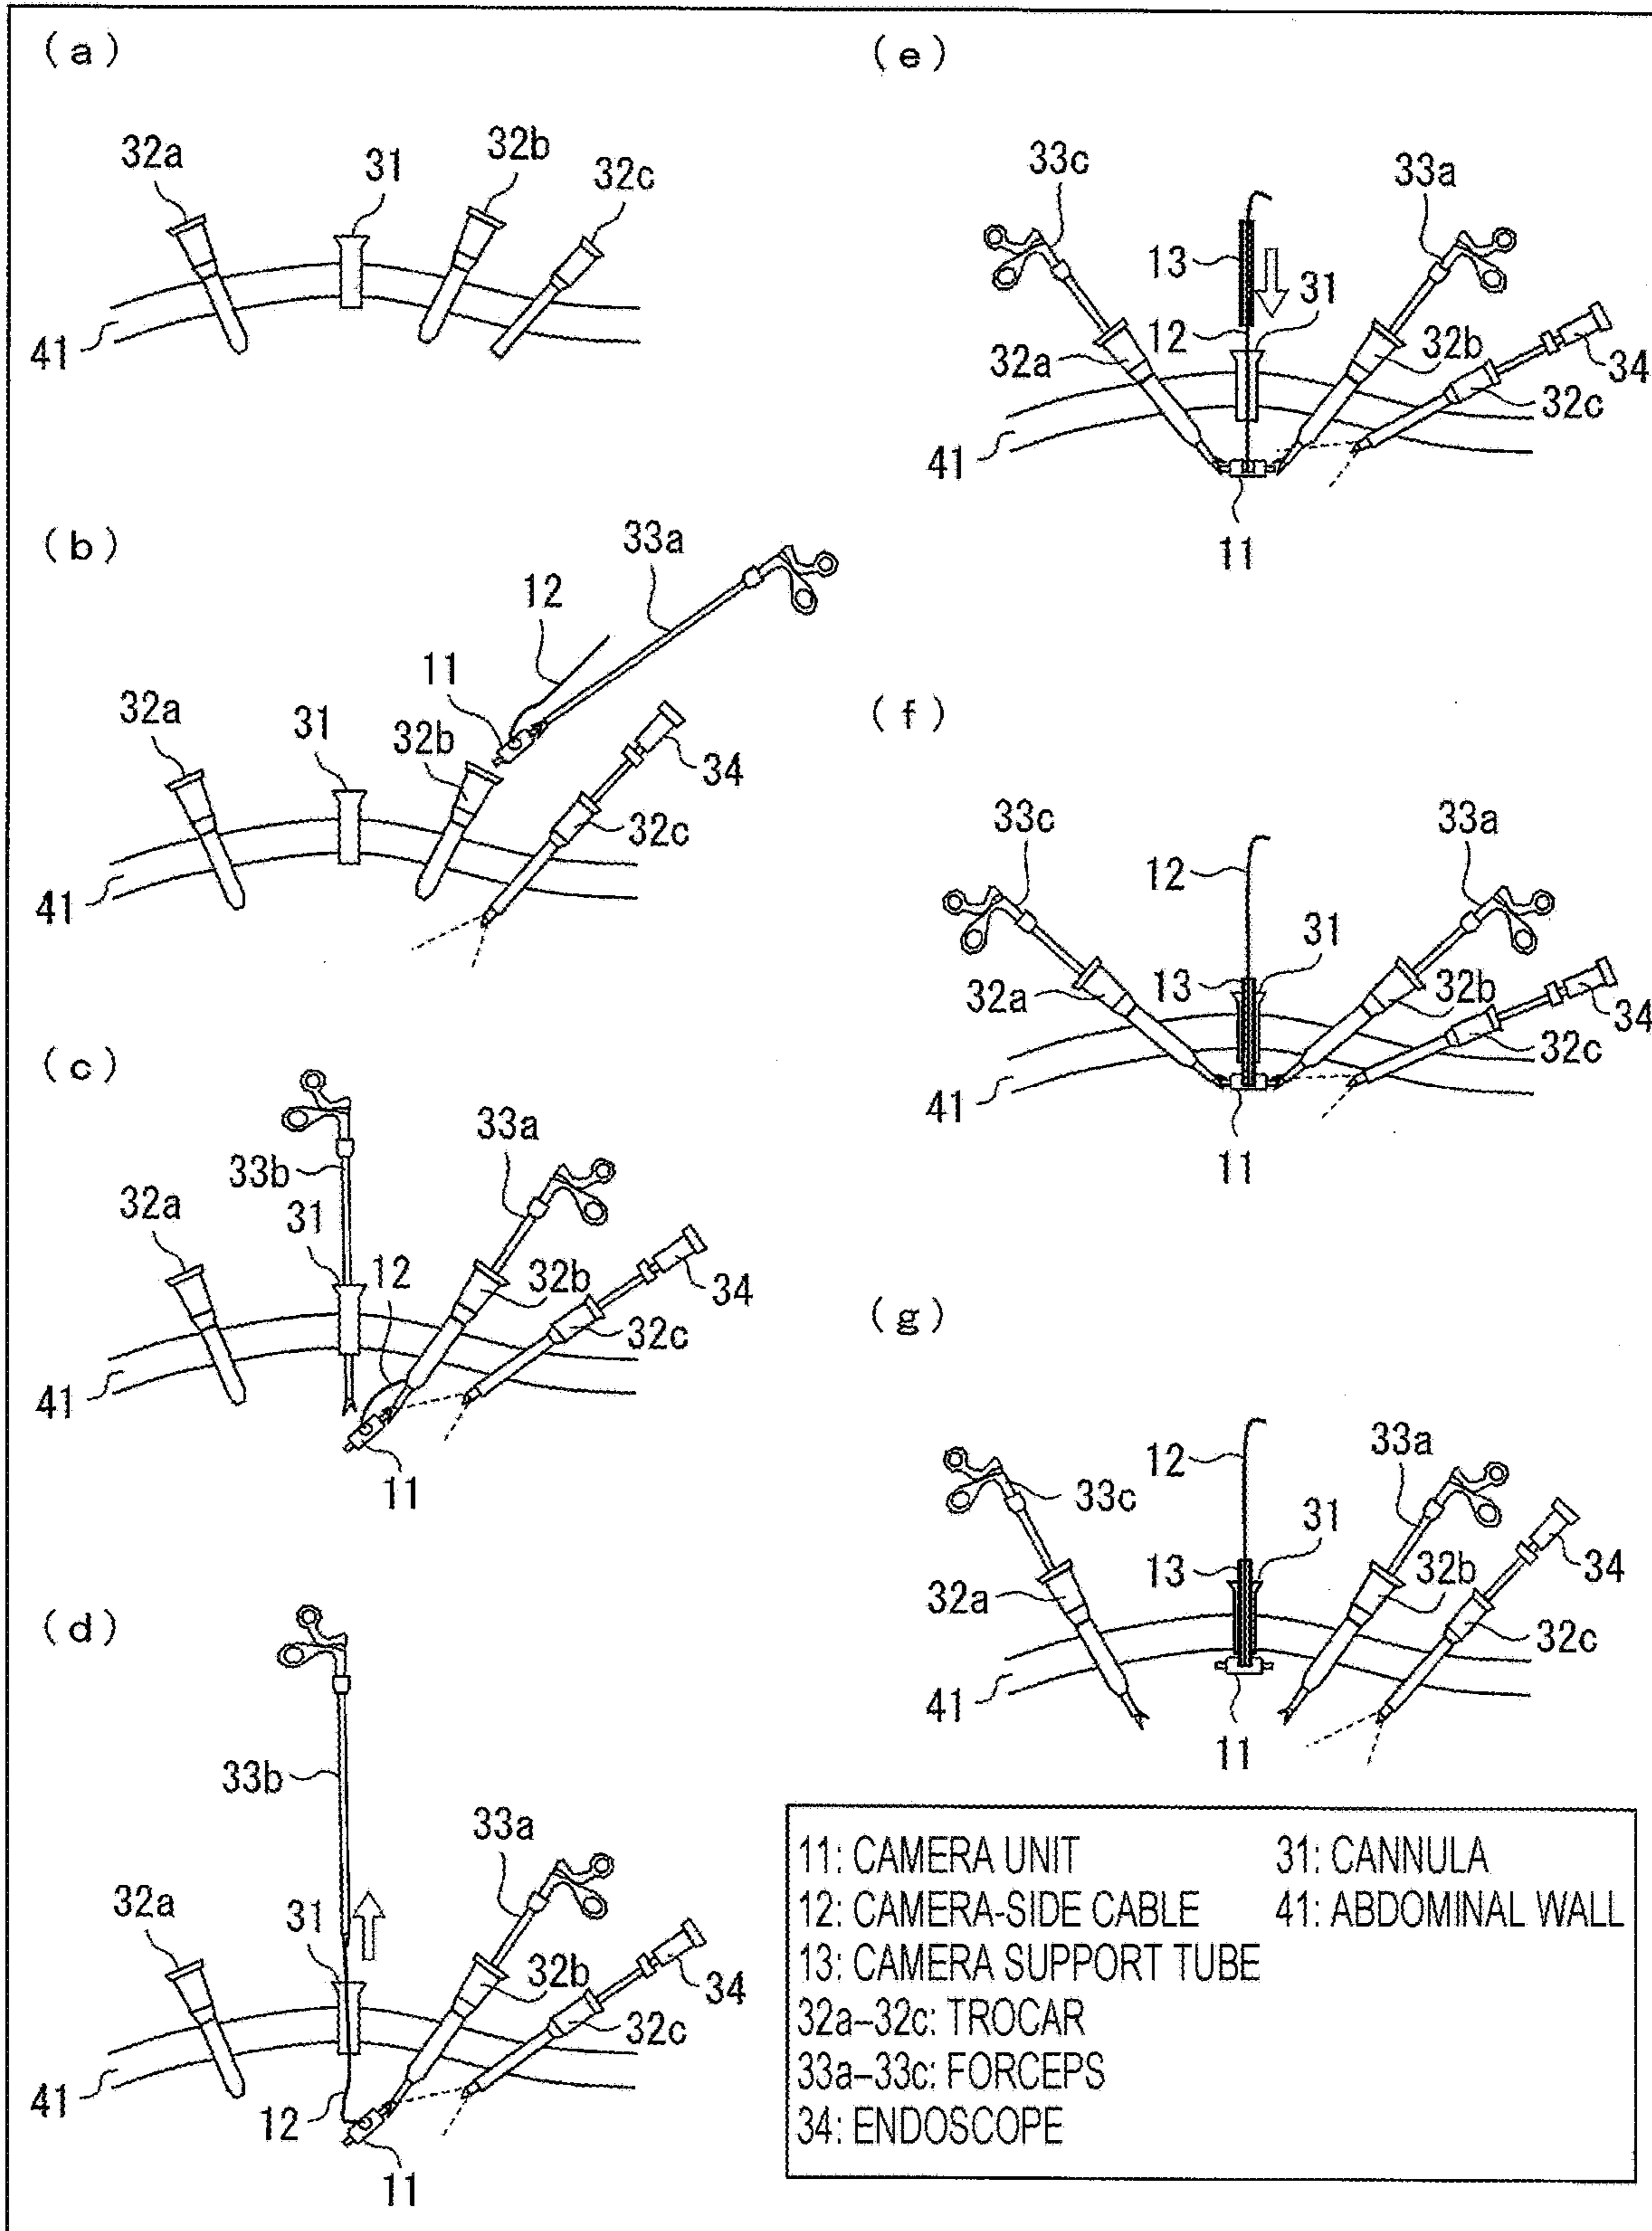 (a)
32a
31
32b
32c
41
(b)
33a
12
11
32a
31
32b
34
32c
41
(c)
33a
33b
32a
31
12
32b
34
32c
41
11
(d)
33b
33a
32a
31
32b
34
32c
41
12
11
(e)
33c
33a
13
31
12
32a
32b
34
32c
41
11
(f)
33c
33a
12
31
13
32a
32b
34
32c
41
11
(g)
33a
12
33c
31
13
32b
34
32a
32c
41
11
11: CAMERA UNIT
12: CAMERA-SIDE CABLE
13: CAMERA SUPPORT TUBE
32a–32c: TROCAR
33a–33c: FORCEPS
34: ENDOSCOPE
31: CANNULA
41: ABDOMINAL WALL